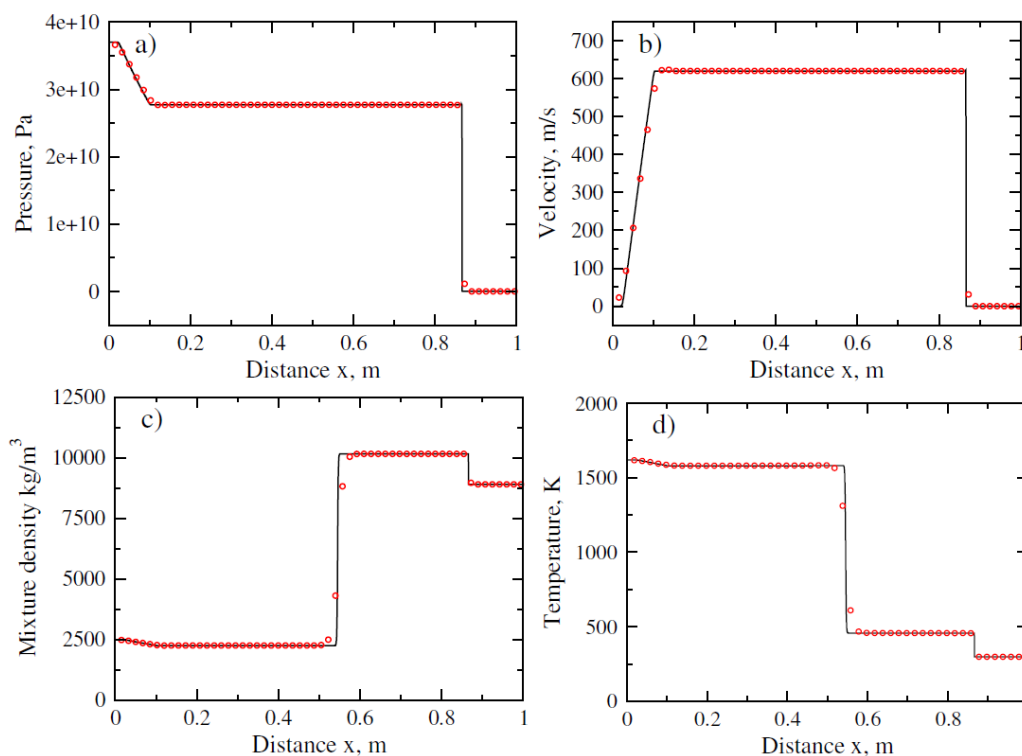 a)
Pressure, Pa
4e+10
3e+10
2e+10
1e+10
0
0 0.2 0.4 0.6 0.8 1
Distance x, m
b)
Velocity, m/s
700
600
500
400
300
200
100
0
0 0.2 0.4 0.6 0.8 1
Distance x, m
c)
Mixture density kg/m³
12500
10000
7500
5000
2500
0
0 0.2 0.4 0.6 0.8 1
Distance x, m
d)
Temperature, K
2000
1500
1000
500
0
0 0.2 0.4 0.6 0.8
Distance x, m